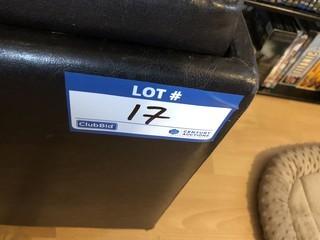 LOT #
17
ClubBid
CENTURY
AUCTIONS